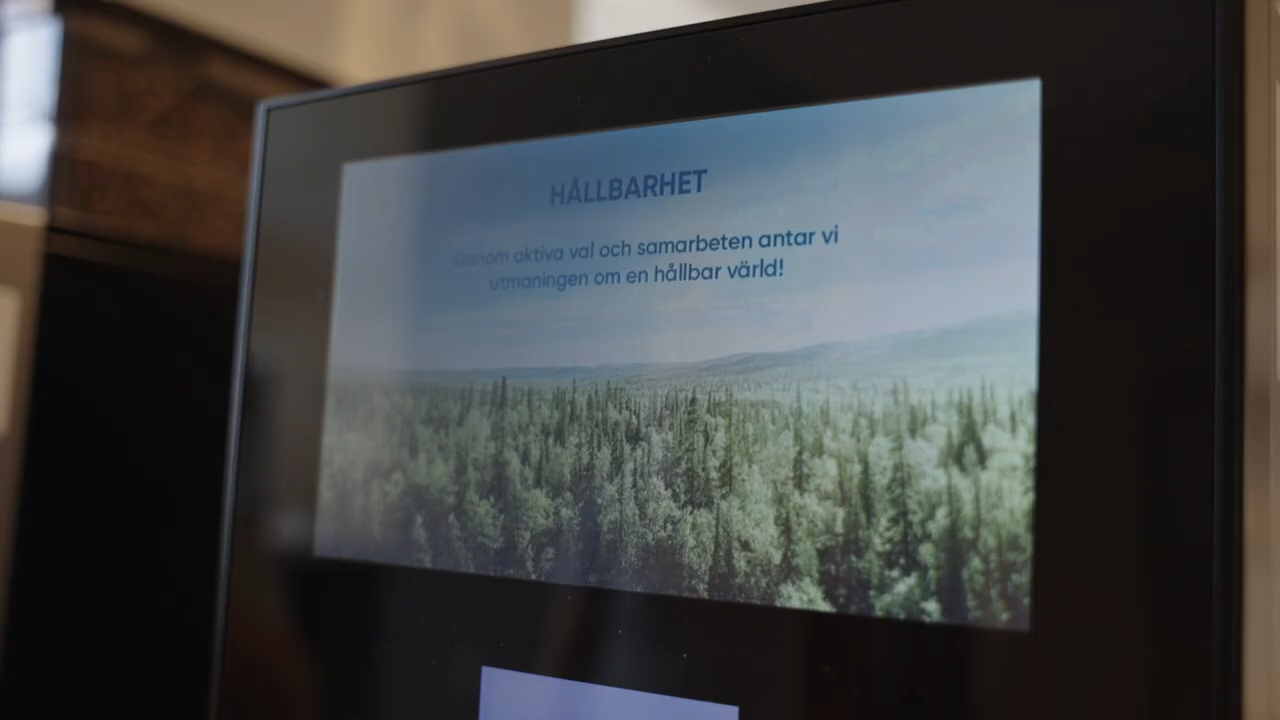 HÅLLBARHET
Genom aktiva val och samarbeten antar vi
utmaningen om en hållbar värld!